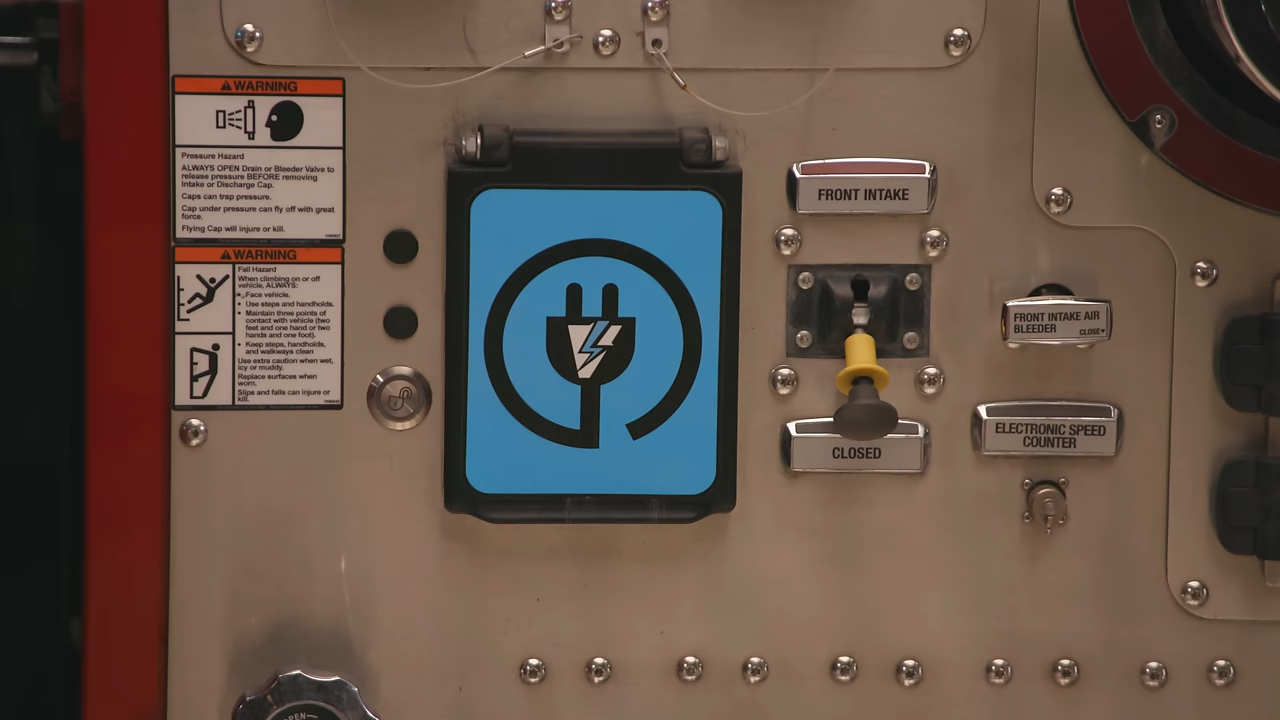 WARNING
Pressure Hazard
ALWAYS OPEN Drain or Bleeder Valve to
release pressure BEFORE removing
Intake or Discharge Cap.
Caps can trap pressure.
Cap under pressure can fly off with great
force.
Flying Cap will injure or kill.
WARNING
Fall Hazard
When climbing on or off
vehicle, ALWAYS:
• Face vehicle.
• Use steps and handholds.
• Maintain three points of
contact with vehicle (two
feet and one hand or two
hands and one foot).
• Keep steps, handholds,
and walkways clean
Use extra caution when wet,
icy or muddy.
Replace surfaces when
worn.
Slips and falls can injure or
kill.
FRONT INTAKE
CLOSED
FRONT INTAKE AIR
BLEEDER
CLOSE▾
ELECTRONIC SPEED
COUNTER
OPEN